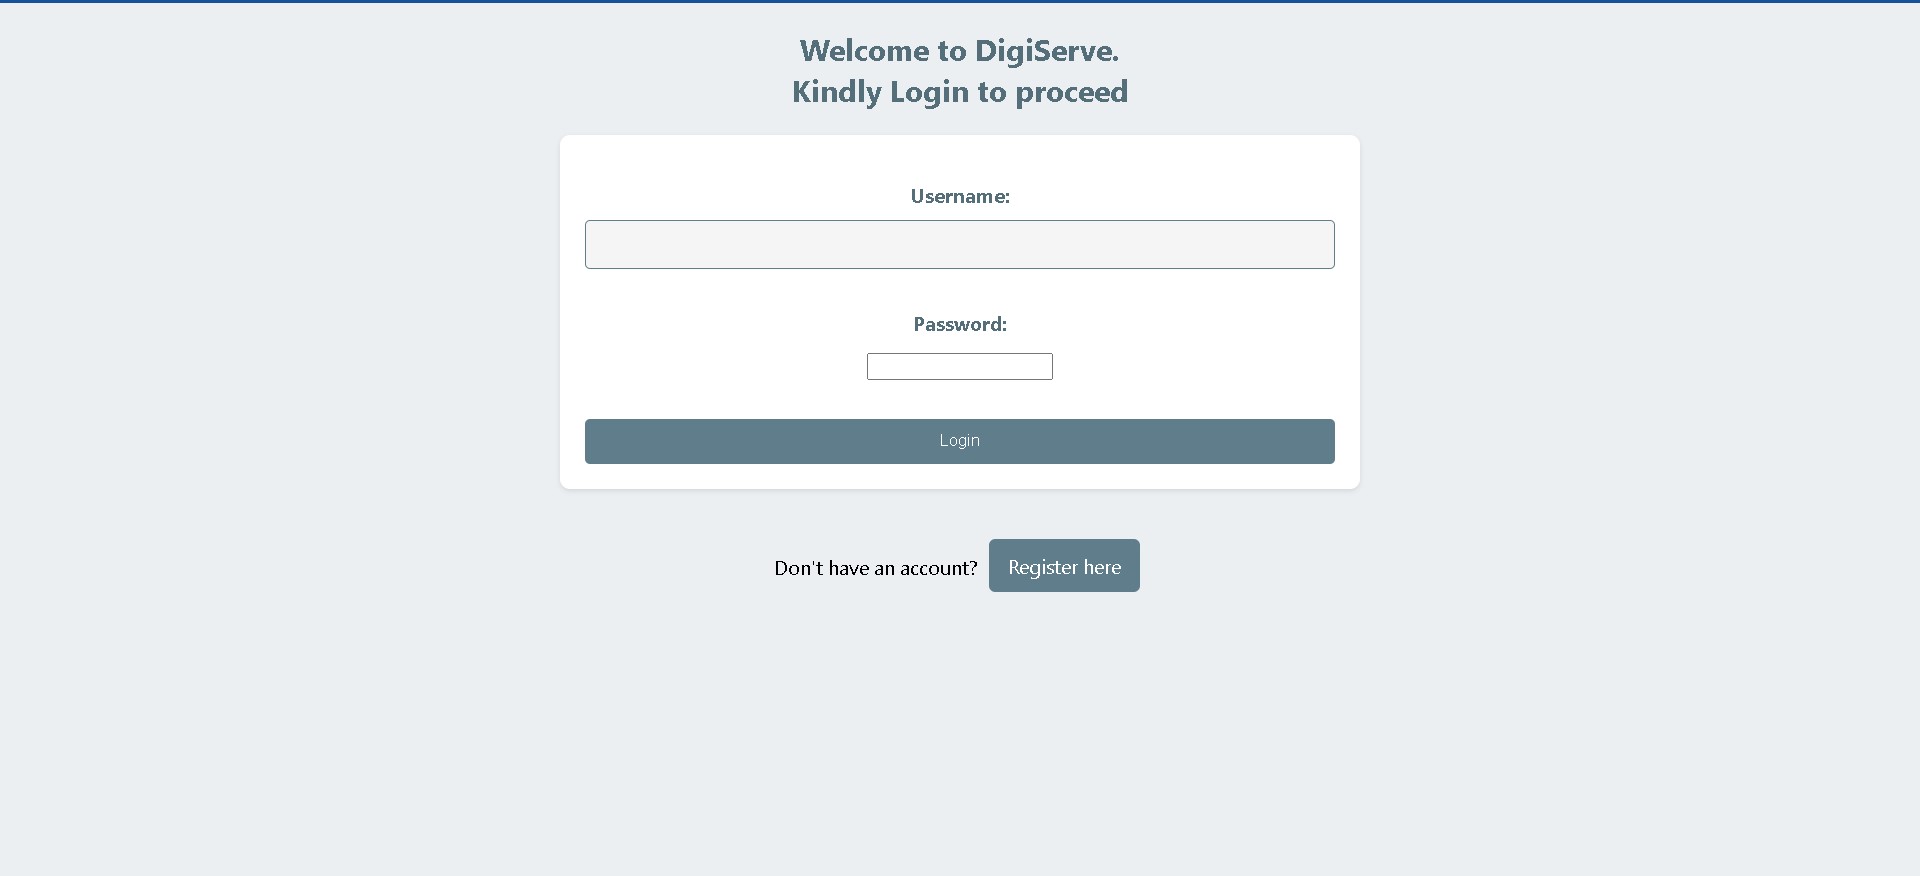 Welcome to DigiServe.
Kindly Login to proceed
Username:
Password:
Login
Don't have an account? Register here